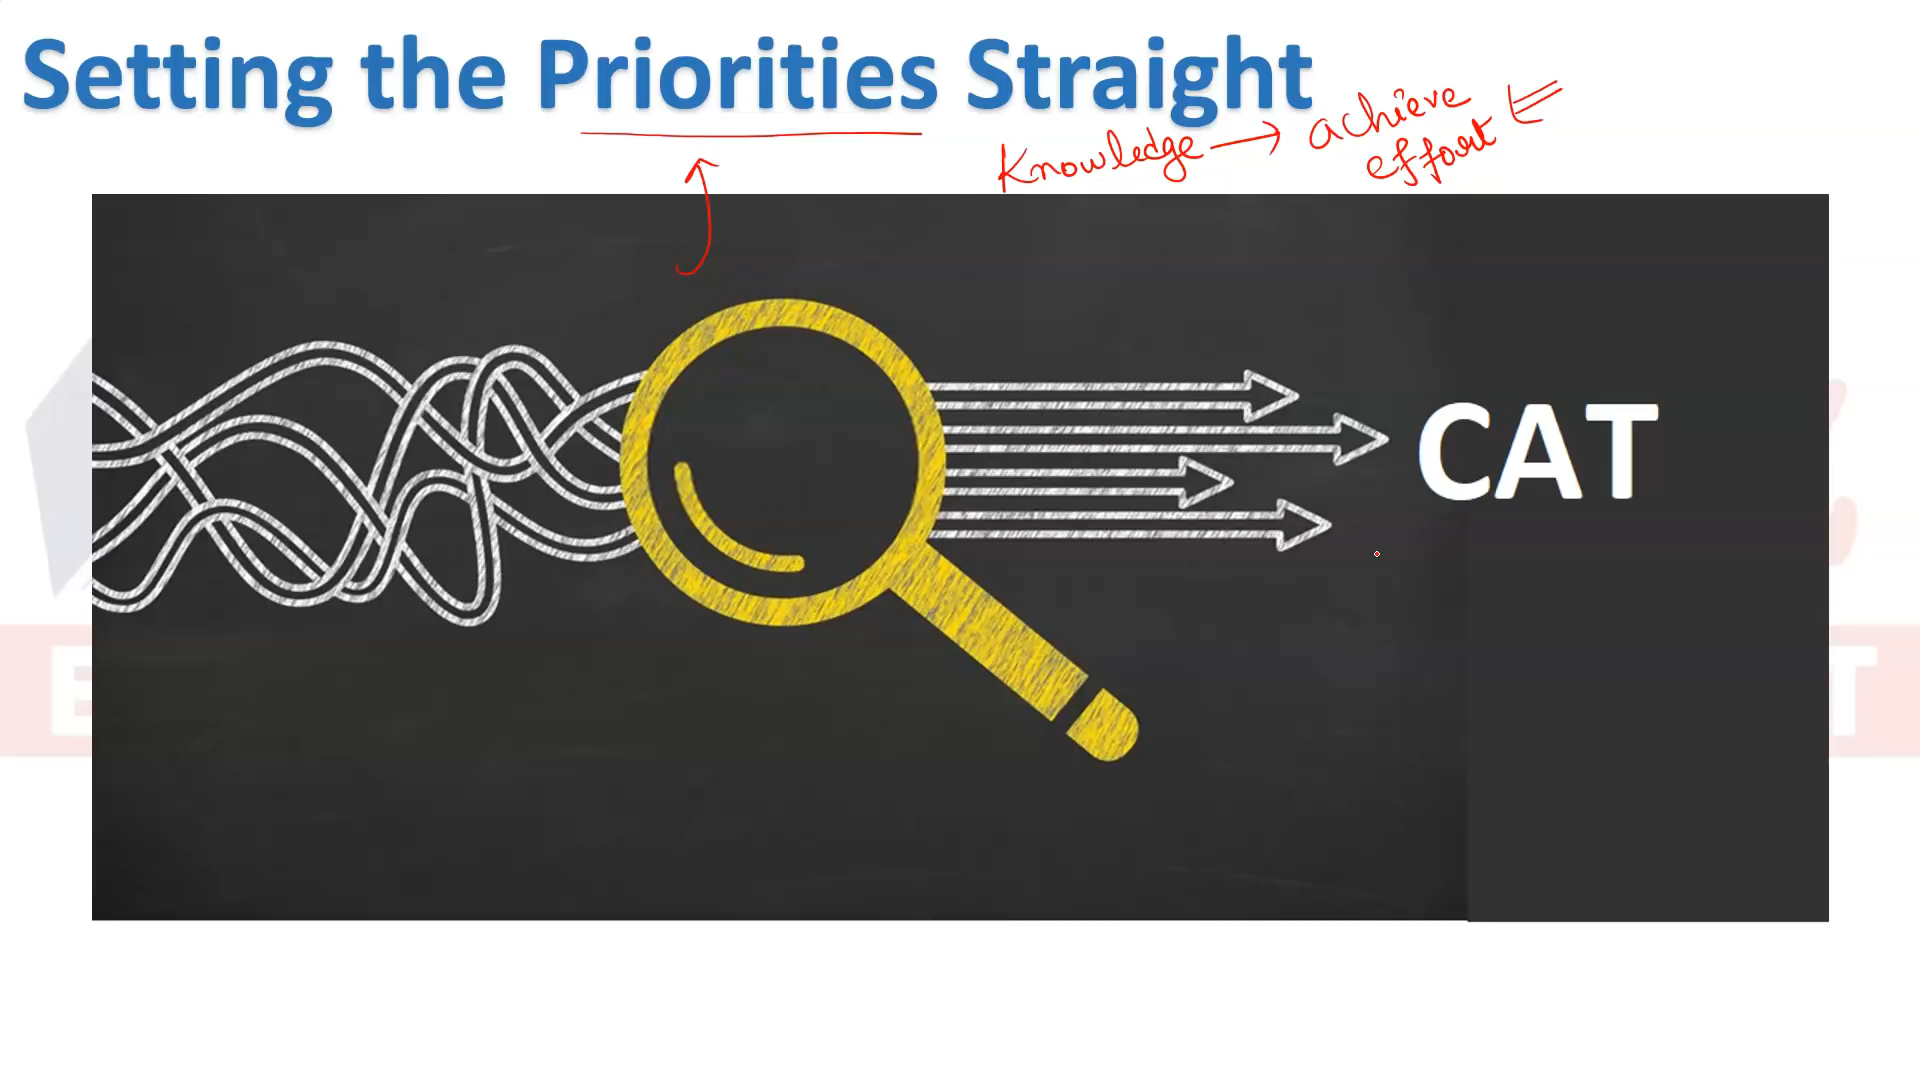 Setting the Priorities Straight
Knowledge → achieve
effort
CAT
E
T